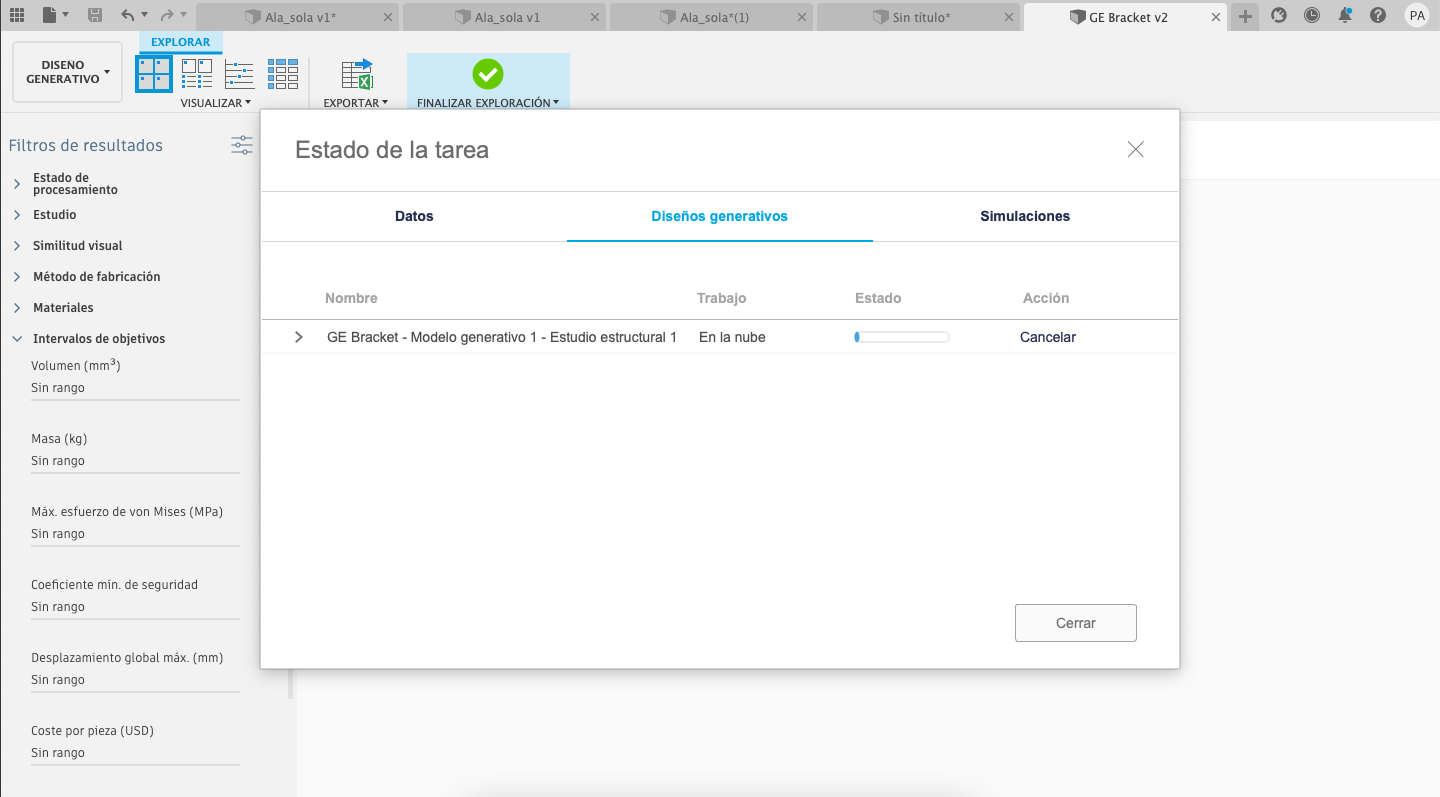 Ala_sola v1*
Ala_sola v1
Ala_sola*(1)
Sin título*
GE Bracket v2
PA
DISEÑO
GENERATIVO
EXPLORAR
VISUALIZAR
EXPORTAR
FINALIZAR EXPLORACIÓN
Filtros de resultados
Estado de
procesamiento
Estudio
Similitud visual
Método de fabricación
Materiales
Intervalos de objetivos
Volumen (mm³)
Sin rango
Masa (kg)
Sin rango
Máx. esfuerzo de von Mises (MPa)
Sin rango
Coeficiente mín. de seguridad
Sin rango
Desplazamiento global máx. (mm)
Sin rango
Coste por pieza (USD)
Sin rango
Estado de la tarea
Datos
Diseños generativos
Simulaciones
Nombre Trabajo Estado Acción
GE Bracket - Modelo generativo 1 - Estudio estructural 1 En la nube Cancelar
Cerrar